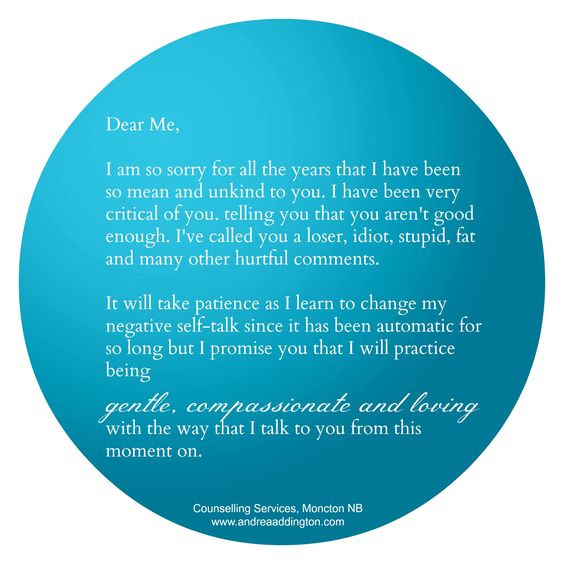 Dear Me,
I am so sorry for all the years that I have been
so mean and unkind to you. I have been very
critical of you. telling you that you aren't good
enough. I've called you a loser, idiot, stupid, fat
and many other hurtful comments.
It will take patience as I learn to change my
negative self-talk since it has been automatic for
so long but I promise you that I will practice
being
gentle, compassionate and loving
with the way that I talk to you from this
moment on.
Counselling Services, Moncton NB
www.andreaaddington.com